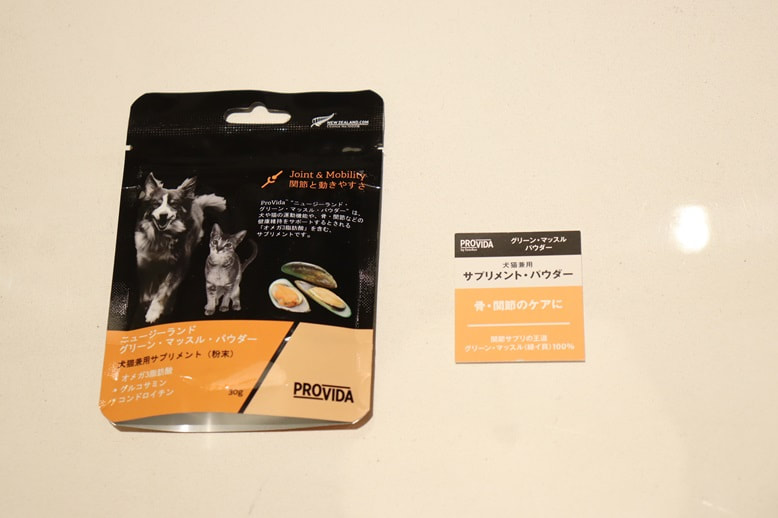 NEW ZEALAND.COM
Joint & Mobility
関節と動きやすさ
ProVida™ "ニュージーランド・
グリーン・マッスル・パウダー" は、
犬や猫の運動機能や、骨・関節などの
健康維持をサポートするとされる
「オメガ3脂肪酸」を含む、
サプリメントです。
ニュージーランド
グリーン・マッスル・パウダー
犬猫兼用サプリメント（粉末）
オメガ3脂肪酸
グルコサミン
コンドロイチン
30g
PROVIDA
PROVIDA
グリーン・マッスル
パウダー
犬猫兼用
サプリメント・パウダー
骨・関節のケアに
関節サプリの王道
グリーン・マッスル(緑イ貝)100%